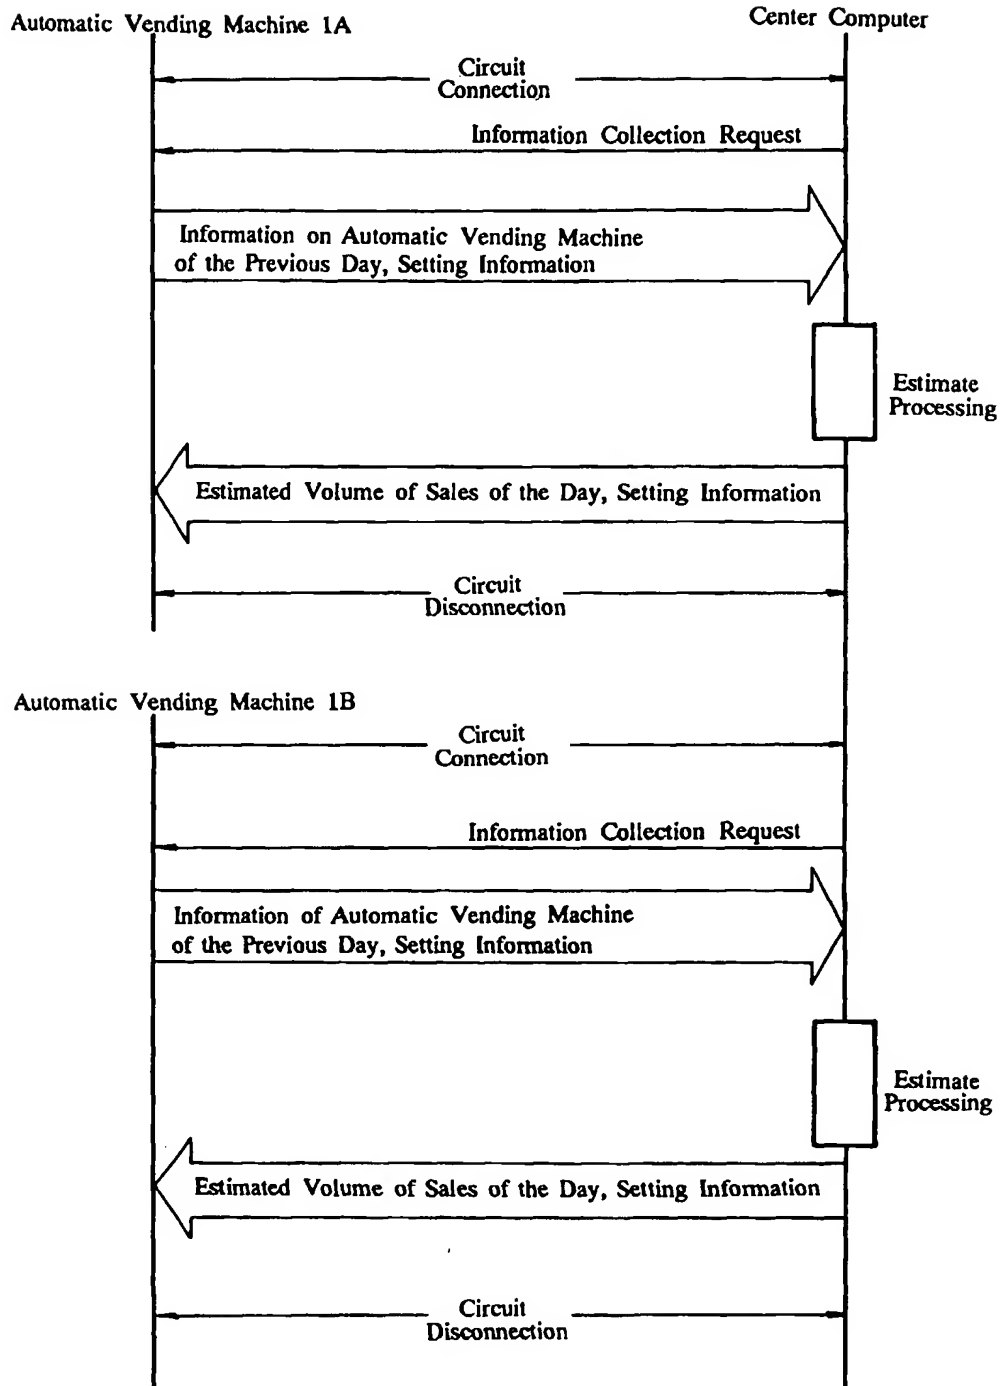 Automatic Vending Machine 1A
Center Computer
Circuit
Connection
Information Collection Request
Information on Automatic Vending Machine
of the Previous Day, Setting Information
Estimate
Processing
Estimated Volume of Sales of the Day, Setting Information
Circuit
Disconnection
Automatic Vending Machine 1B
Circuit
Connection
Information Collection Request
Information of Automatic Vending Machine
of the Previous Day, Setting Information
Estimate
Processing
Estimated Volume of Sales of the Day, Setting Information
Circuit
Disconnection